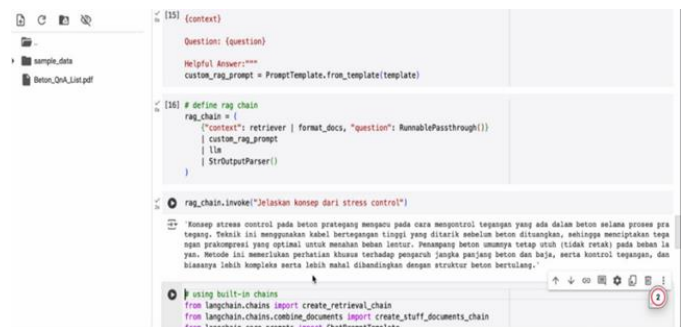 [15] {context}
Question: {question}
Helpful Answer:"""
custom_rag_prompt = PromptTemplate.from_template(template)
..
sample_data
Beton_QnA_List.pdf
[16] # define rag chain
rag_chain = (
{"context": retriever | format_docs, "question": RunnablePassthrough()}
| custom_rag_prompt
| llm
| StrOutputParser()
)
rag_chain.invoke("Jelaskan konsep dari stress control")
'Konsep stress control pada beton prategang mengacu pada cara mengontrol tegangan yang ada dalam beton selama proses pra
tegang. Teknik ini menggunakan kabel bertegangan tinggi yang ditarik sebelum beton dituangkan, sehingga menciptakan tega
ngan prakompresi yang optimal untuk menahan beban lentur. Penampang beton umumnya tetap utuh (tidak retak) pada beban la
yan. Metode ini memerlukan perhatian khusus terhadap pengaruh jangka panjang beton dan baja, serta kontrol tegangan, dan
biasanya lebih kompleks serta lebih mahal dibandingkan dengan struktur beton bertulang.'
# using built-in chains
from langchain.chains import create_retrieval_chain
from langchain.chains.combine_documents import create_stuff_documents_chain
2